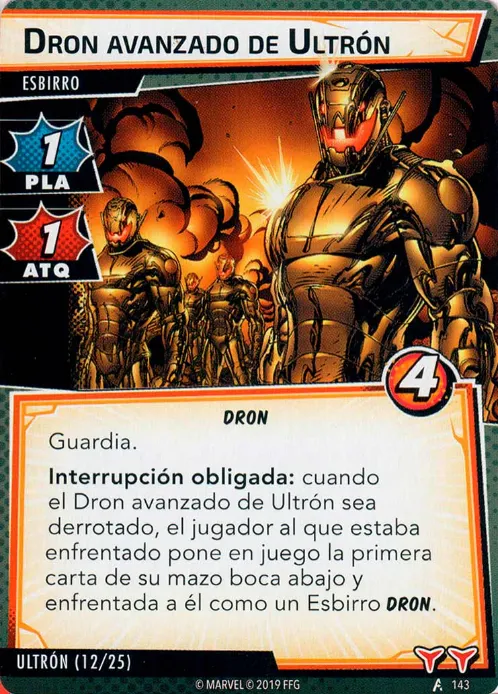 Dron avanzado de Ultrón
ESBIRRO
1
PLA
1
ATQ
4
DRON
Guardia.
Interrupción obligada: cuando
el Dron avanzado de Ultrón sea
derrotado, el jugador al que estaba
enfrentado pone en juego la primera
carta de su mazo boca abajo y
enfrentada a él como un Esbirro DRON.
ULTRÓN (12/25)
© MARVEL © 2019 FFG
143